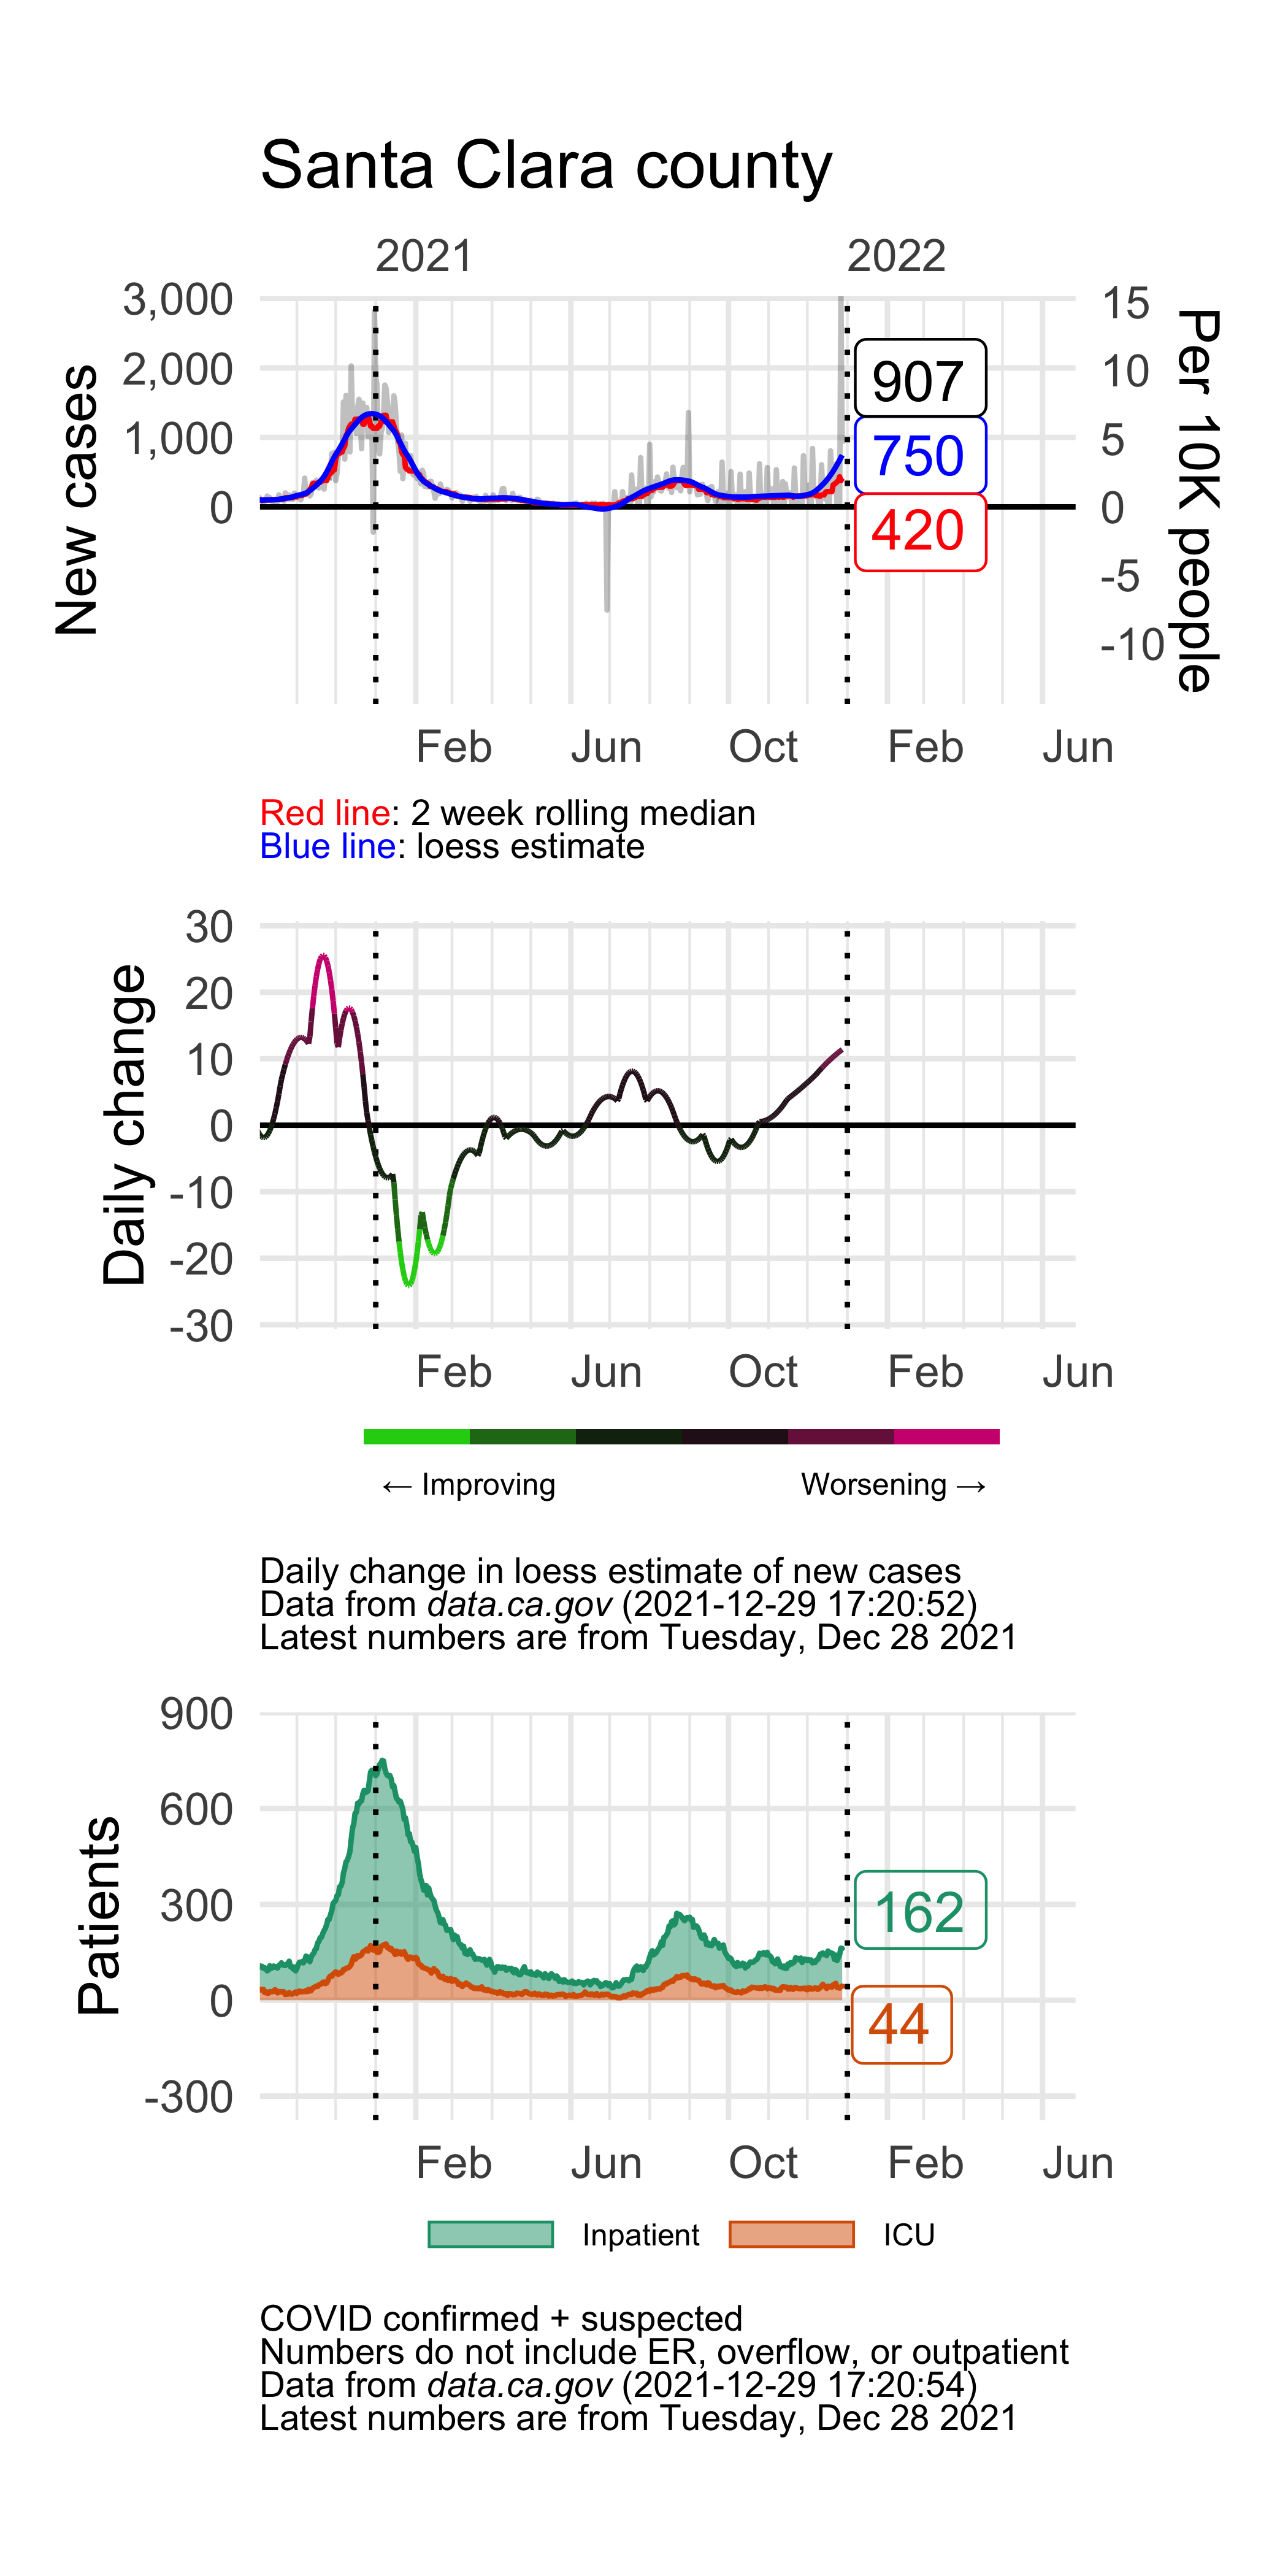 Santa Clara county
2021 2022
3,000
2,000
1,000
0
New cases
15
10
5
0
-5
-10
Per 10K people
907
750
420
Feb Jun Oct Feb Jun
Red line: 2 week rolling median
Blue line: loess estimate
30
20
10
0
-10
-20
-30
Daily change
Feb Jun Oct Feb Jun
← Improving Worsening →
Daily change in loess estimate of new cases
Data from data.ca.gov (2021-12-29 17:20:52)
Latest numbers are from Tuesday, Dec 28 2021
900
600
300
0
-300
Patients
162
44
Feb Jun Oct Feb Jun
Inpatient ICU
COVID confirmed + suspected
Numbers do not include ER, overflow, or outpatient
Data from data.ca.gov (2021-12-29 17:20:54)
Latest numbers are from Tuesday, Dec 28 2021